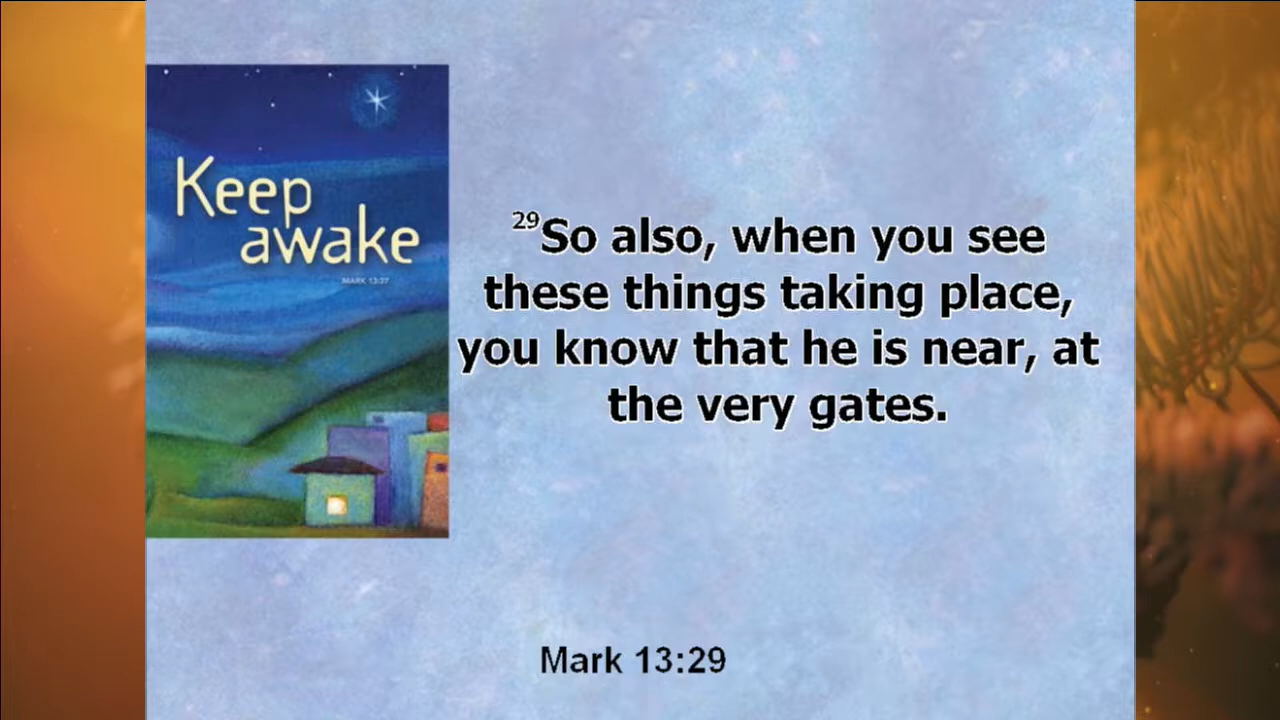 Keep
awake
MARK 13:37
29So also, when you see
these things taking place,
you know that he is near, at
the very gates.
Mark 13:29